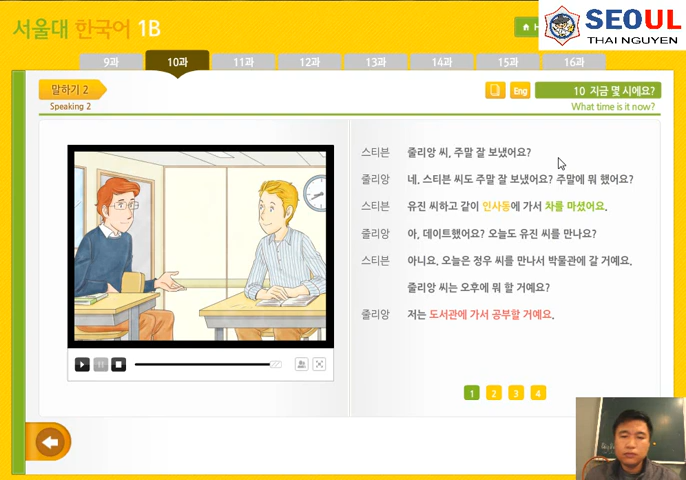 서울대 한국어 1B
H
SEOUL
THAI NGUYEN
9과 10과 11과 12과 13과 14과 15과 16과
말하기 2
Speaking 2
Eng
10 지금 몇 시예요?
What time is it now?
스티븐 줄리앙 씨, 주말 잘 보냈어요?
줄리앙 네. 스티븐 씨도 주말 잘 보냈어요? 주말에 뭐 했어요?
스티븐 유진 씨하고 같이 인사동에 가서 차를 마셨어요.
줄리앙 아, 데이트했어요? 오늘도 유진 씨를 만나요?
스티븐 아니요. 오늘은 정우 씨를 만나서 박물관에 갈 거예요.
줄리앙 씨는 오후에 뭐 할 거예요?
줄리앙 저는 도서관에 가서 공부할 거예요.
1 2 3 4